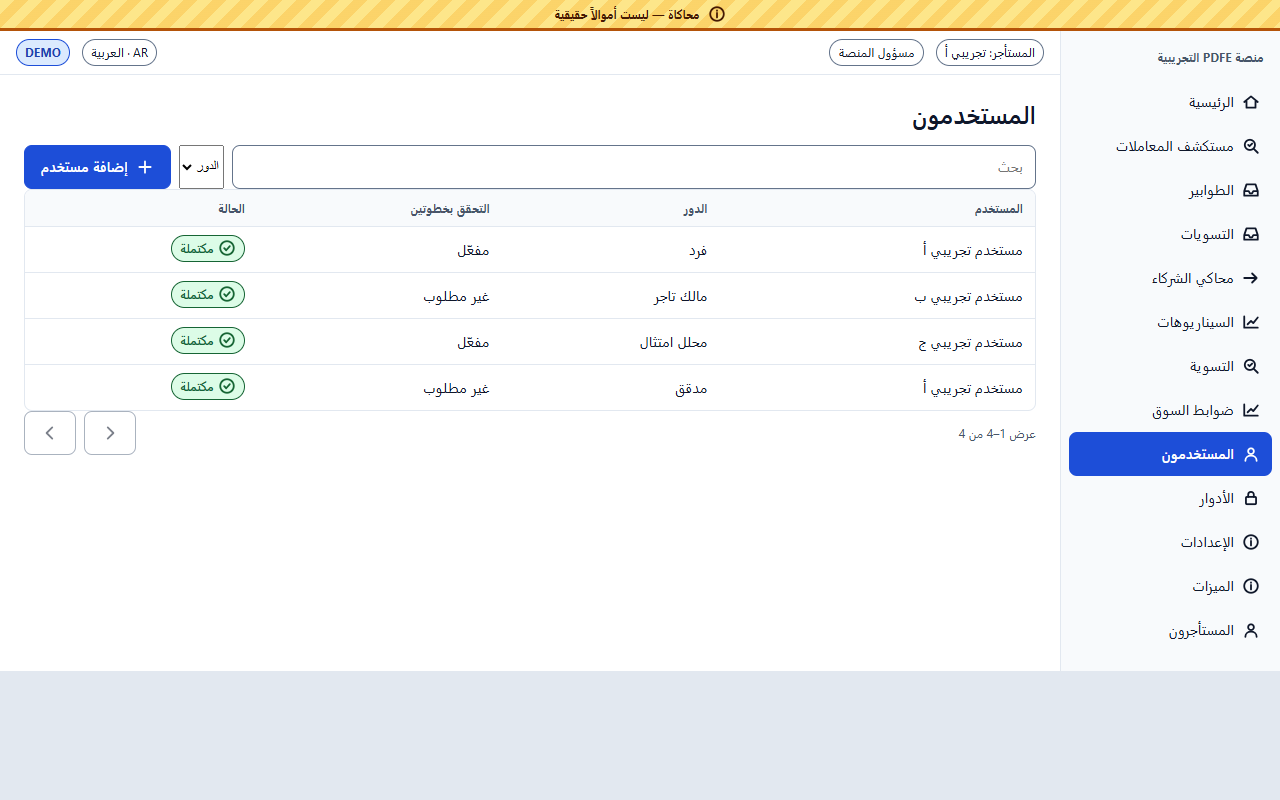 محاكاة — ليست أموالاً حقيقية
منصة PDFE التجريبية
الرئيسية
مستكشف المعاملات
الطوابير
التسويات
محاكي الشركاء
السيناريوهات
التسوية
ضوابط السوق
المستخدمون
الأدوار
الإعدادات
الميزات
المستأجرون
المستأجر: تجريبي أ
مسؤول المنصة
AR · العربية
DEMO
المستخدمون
بحث
الدور
إضافة مستخدم
المستخدم الدور التحقق بخطوتين الحالة
مستخدم تجريبي أ فرد مفعّل مكتملة
مستخدم تجريبي ب مالك تاجر غير مطلوب مكتملة
مستخدم تجريبي ج محلل امتثال مفعّل مكتملة
مستخدم تجريبي أ مدقق غير مطلوب مكتملة
عرض 1–4 من 4